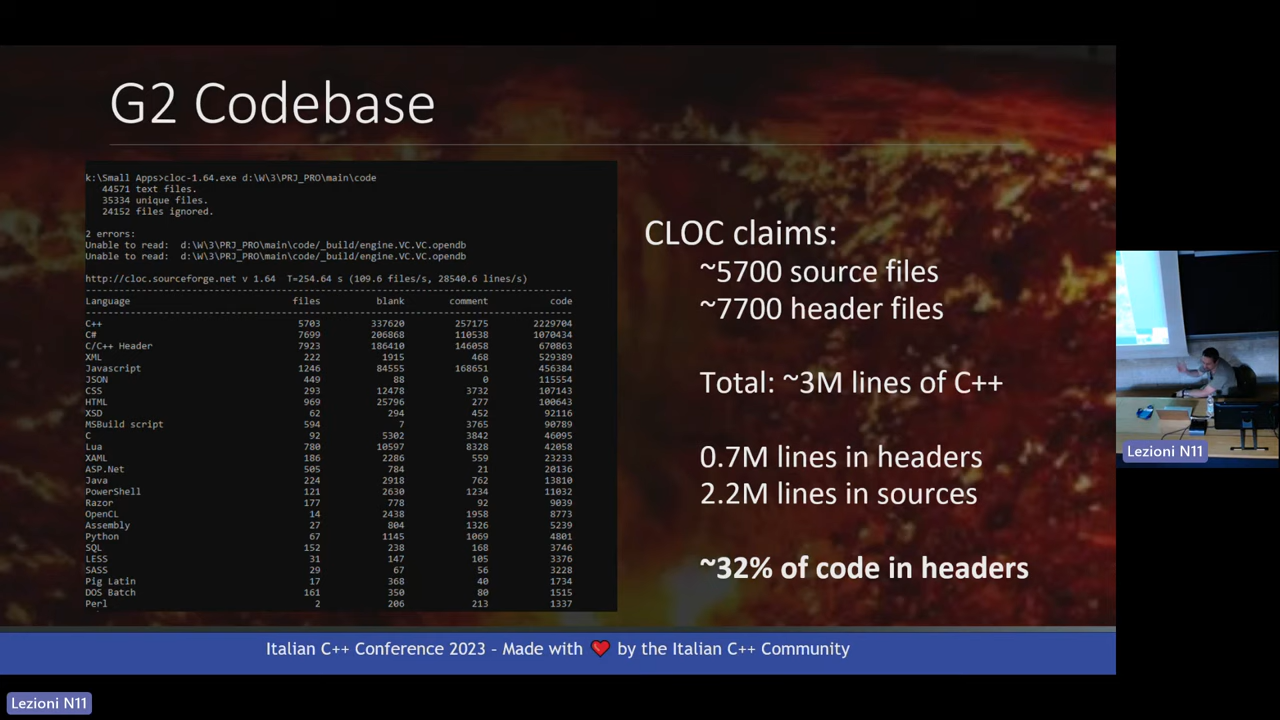 G2 Codebase
k:\Small Apps>cloc-1.64.exe d:\W\3\PRJ_PRO\main\code
44571 text files.
35334 unique files.
24152 files ignored.
2 errors:
Unable to read: d:\W\3\PRJ_PRO\main\code/_build/engine.VC.VC.opendb
Unable to read: d:\W\3\PRJ_PRO\main\code/_build/engine.VC.VC.opendb
http://cloc.sourceforge.net v 1.64 T=254.64 s (109.6 files/s, 28540.6 lines/s)
Language files blank comment code
C++ 5703 337620 257175 2229704
C# 7699 206868 110538 1070434
C/C++ Header 7923 186410 146058 670863
XML 222 1915 468 529389
Javascript 1246 84555 168651 456384
JSON 449 88 0 115554
CSS 293 12478 3732 107143
HTML 969 25796 277 100643
XSD 62 294 452 92116
MSBuild script 594 7 3765 90789
C 92 5302 3842 46095
Lua 780 10597 8328 42058
XAML 186 2286 559 23233
ASP.Net 505 784 21 20136
Java 224 2918 762 13810
PowerShell 121 2630 1234 11032
Razor 177 778 92 9039
OpenCL 14 2438 1958 8773
Assembly 27 804 1326 5239
Python 67 1145 1069 4801
SQL 152 238 168 3746
LESS 31 147 105 3376
SASS 29 67 56 3228
Pig Latin 17 368 40 1734
DOS Batch 161 350 80 1515
Perl 2 206 213 1337
CLOC claims:
~5700 source files
~7700 header files
Total: ~3M lines of C++
0.7M lines in headers
2.2M lines in sources
~32% of code in headers
Italian C++ Conference 2023 - Made with ❤ by the Italian C++ Community
Lezioni N11
Lezioni N11